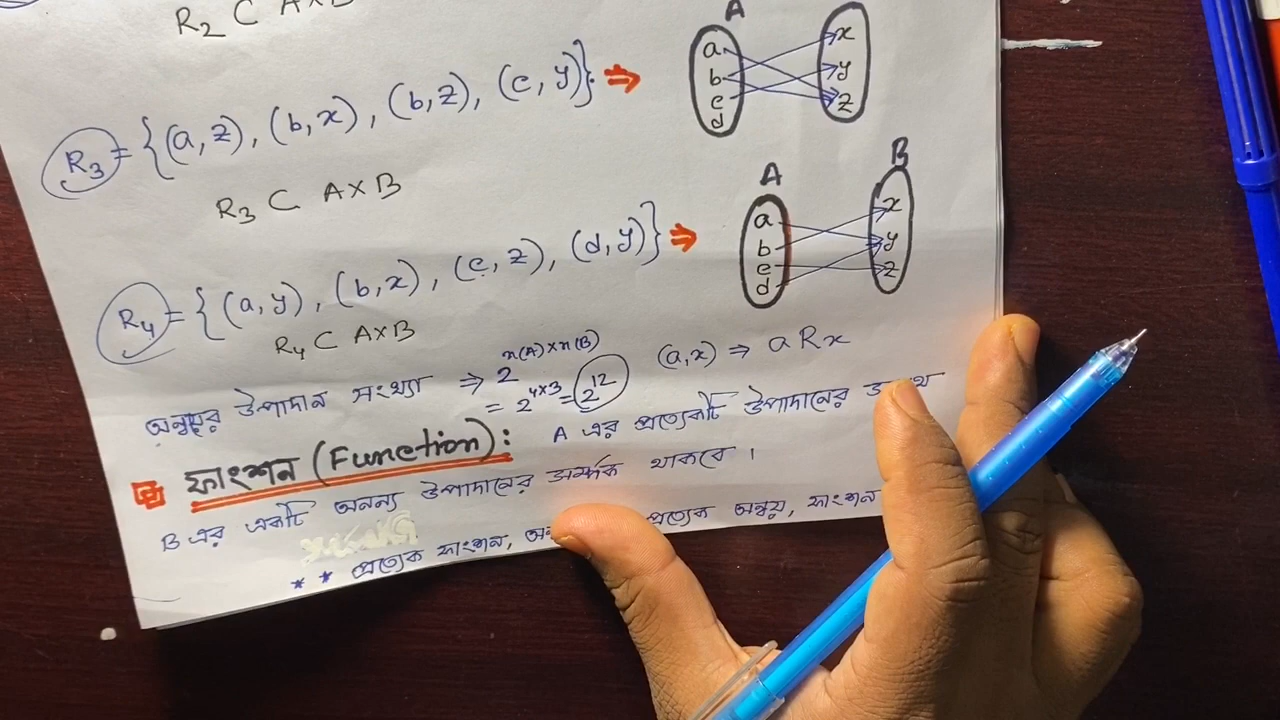 R₂ ⊂ A×B
A
a b c d
x y z
R₃ = {(a, z), (b, x), (b, z), (c, y)} ⇒
R₃ ⊂ A×B
A B
a b c d
x y z
R₄ = {(a, y), (b, x), (c, z), (d, y)} ⇒
R₄ ⊂ A×B
অন্বয়ের উপাদান সংখ্যা ⇒ 2^{n(A)×n(B)} (a,x) ⇒ aRx
= 2^{4×3} = 2^{12}
ফাংশন (Function): A এর প্রত্যেকটি উপাদানের
B এর একটি অনন্য উপাদানের সম্পর্ক থাকবে ।
** প্রত্যেক ফাংশন, প্রত্যেক অন্বয়, ফাংশন